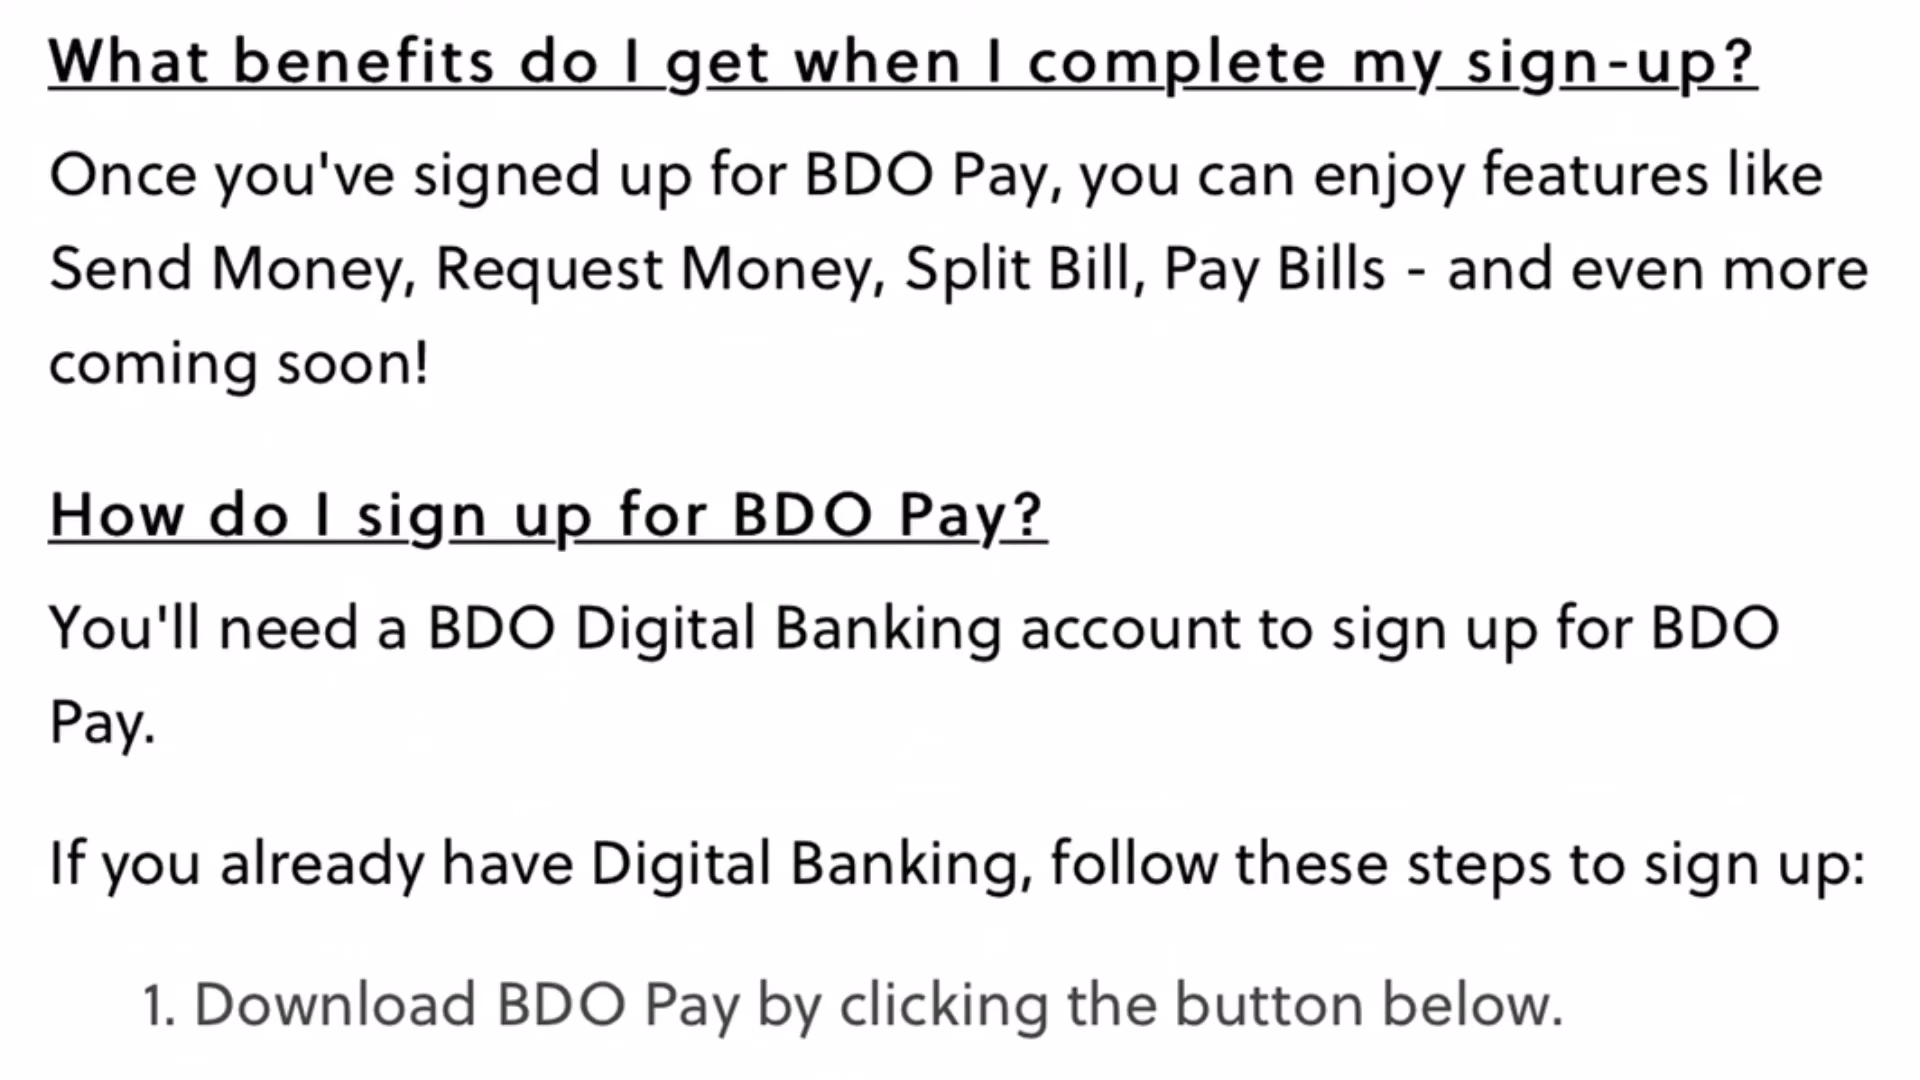 What benefits do I get when I complete my sign-up?
Once you've signed up for BDO Pay, you can enjoy features like
Send Money, Request Money, Split Bill, Pay Bills - and even more
coming soon!
How do I sign up for BDO Pay?
You'll need a BDO Digital Banking account to sign up for BDO
Pay.
If you already have Digital Banking, follow these steps to sign up:
1. Download BDO Pay by clicking the button below.